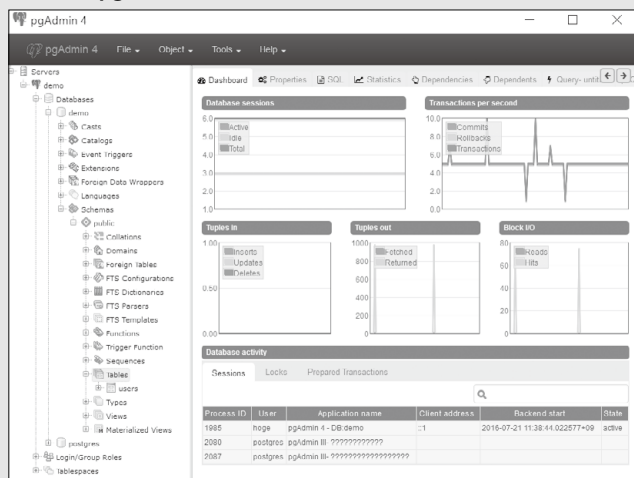 pgAdmin 4
pgAdmin 4 File Object Tools Help
Servers
demo
Databases
demo
Casts
Catalogs
Event Triggers
Extensions
Foreign Data Wrappers
Languages
Schemas
public
Collations
Domains
Foreign Tables
FTS Configurations
FTS Dictionaries
FTS Parsers
FTS Templates
Functions
Trigger Function
Sequences
Tables
users
Types
Views
Materialized Views
postgres
Login/Group Roles
Tablespaces
Dashboard Properties SQL Statistics Dependencies Dependents Query- untit
Database sessions
6.0
5.0
4.0
3.0
2.0
1.0
Active
Idle
Total
Transactions per second
10.0
8.0
6.0
4.0
2.0
0.0
Commits
Rollbacks
Transactions
Tuples in
1.00
0.50
0.00
Inserts
Updates
Deletes
Tuples out
1000
800
600
400
200
0
Fetched
Returned
Block I/O
80
60
40
20
0
Reads
Hits
Database activity
Sessions Locks Prepared Transactions
Process ID User Application name Client address Backend start State
1985 hoge pgAdmin 4 - DB:demo ::1 2016-07-21 11:38:44.022577+09 active
2080 postgres pgAdmin III- ????????????
2087 postgres pgAdmin III- ??????????????????